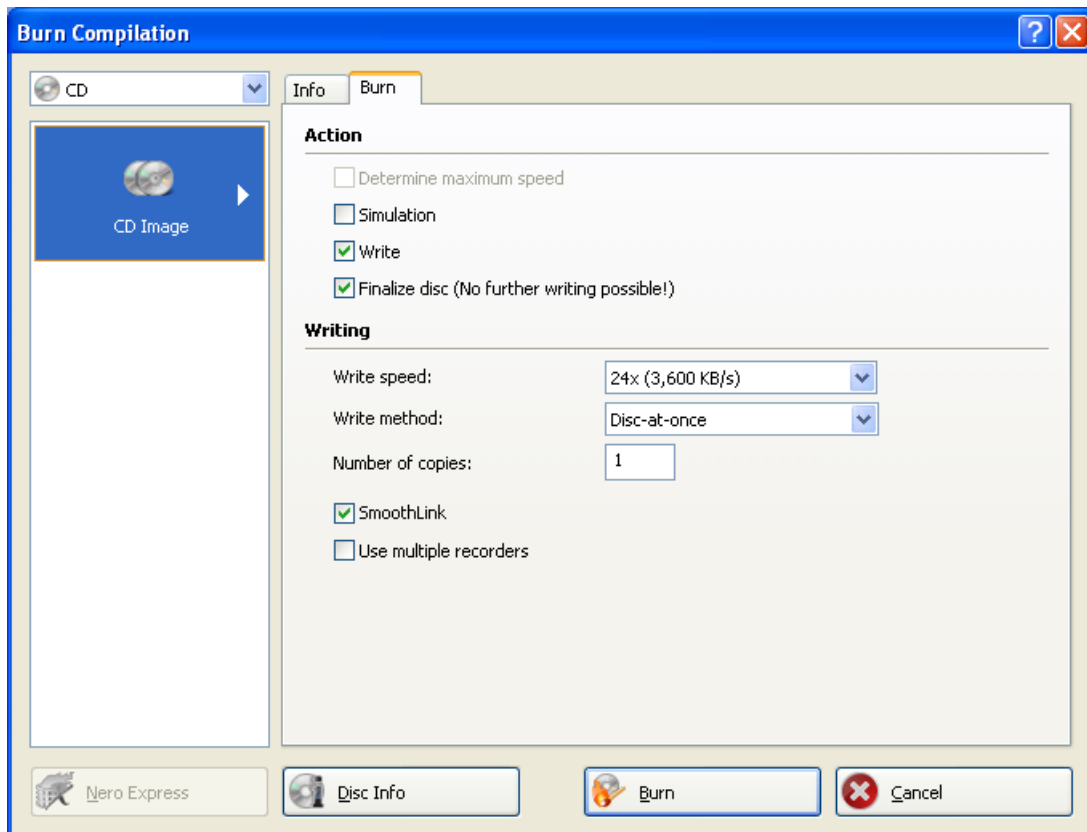 Burn Compilation
CD
CD Image
Info
Burn
Action
Determine maximum speed
Simulation
Write
Finalize disc (No further writing possible!)
Writing
Write speed:
24x (3,600 KB/s)
Write method:
Disc-at-once
Number of copies:
1
SmoothLink
Use multiple recorders
Nero Express
Disc Info
Burn
Cancel